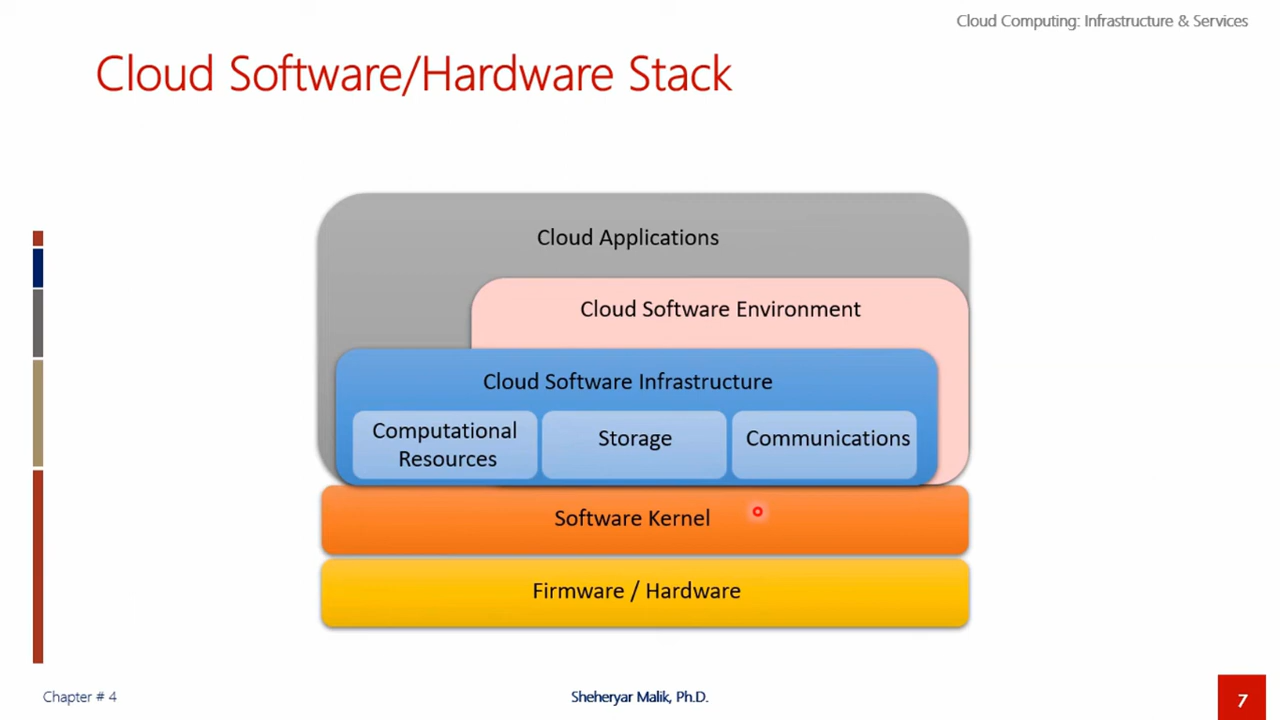 Cloud Computing: Infrastructure & Services
Cloud Software/Hardware Stack
Cloud Applications
Cloud Software Environment
Cloud Software Infrastructure
Computational
Resources
Storage
Communications
Software Kernel
Firmware / Hardware
Chapter # 4
Sheheryar Malik, Ph.D.
7